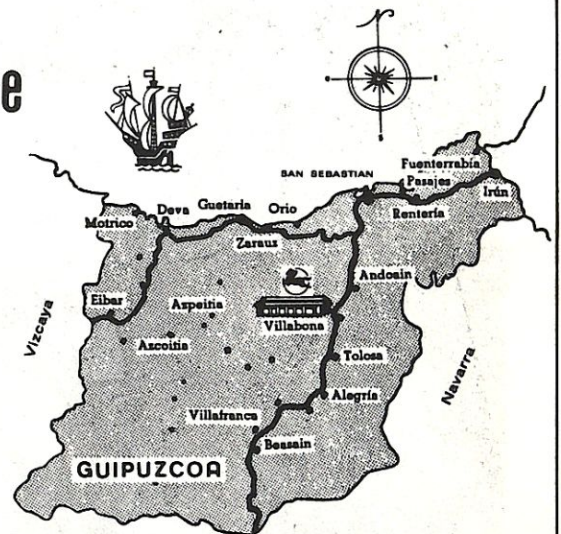 e
N
SAN SEBASTIAN
Fuenterrabía
Pasajes
Irún
Rentería
Motrico
Deva
Guetaria
Orio
Zarauz
Andoain
Eibar
Azpeitia
Villabona
Vizcaya
Azcoitia
Tolosa
Navarra
Alegría
Villafranca
Beasain
GUIPUZCOA